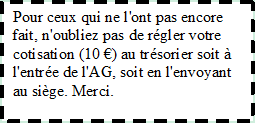 Pour ceux qui ne l'ont pas encore
fait, n'oubliez pas de régler votre
cotisation (10 €) au trésorier soit à
l'entrée de l'AG, soit en l'envoyant
au siège. Merci.